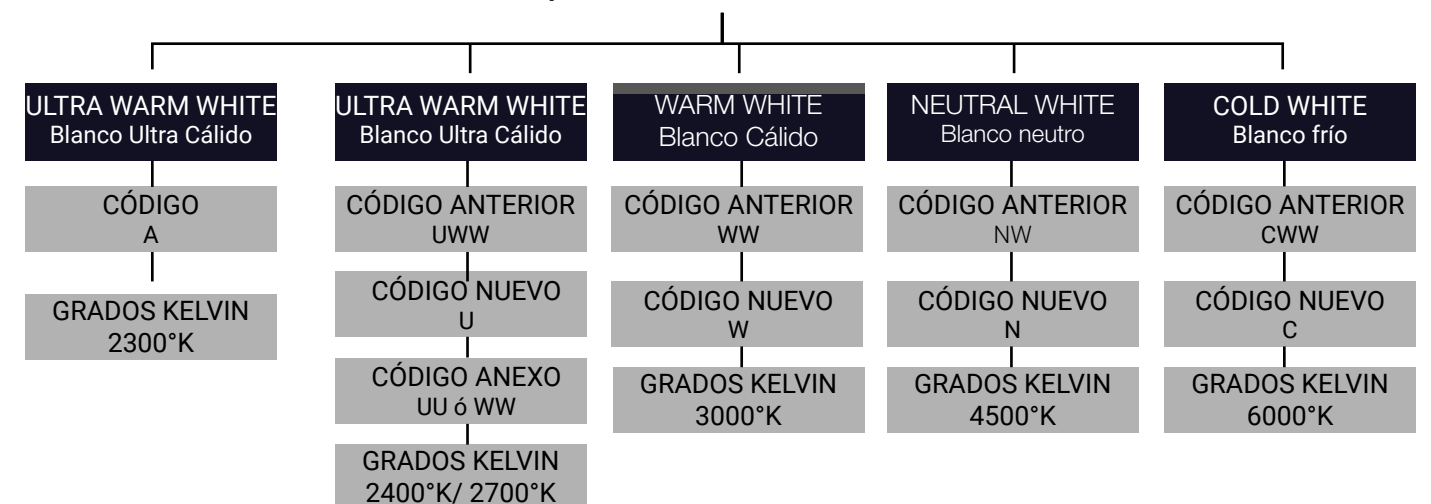 ULTRA WARM WHITE
Blanco Ultra Cálido
CÓDIGO
A
GRADOS KELVIN
2300°K
ULTRA WARM WHITE
Blanco Ultra Cálido
CÓDIGO ANTERIOR
UWW
CÓDIGO NUEVO
U
CÓDIGO ANEXO
UU ó WW
GRADOS KELVIN
2400°K/ 2700°K
WARM WHITE
Blanco Cálido
CÓDIGO ANTERIOR
WW
CÓDIGO NUEVO
W
GRADOS KELVIN
3000°K
NEUTRAL WHITE
Blanco neutro
CÓDIGO ANTERIOR
NW
CÓDIGO NUEVO
N
GRADOS KELVIN
4500°K
COLD WHITE
Blanco frío
CÓDIGO ANTERIOR
CWW
CÓDIGO NUEVO
C
GRADOS KELVIN
6000°K